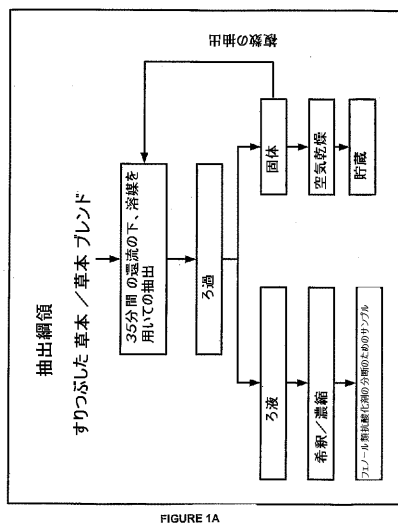 抽出綱領
すりつぶした 草本 / 草本 ブレンド
35分間 の還流の下、溶媒を
用いての抽出
複数の抽出
ろ過
ろ液
固体
希釈/濃縮
空気乾燥
フェノール類抗酸化剤の分断のためのサンプル
貯蔵
FIGURE 1A